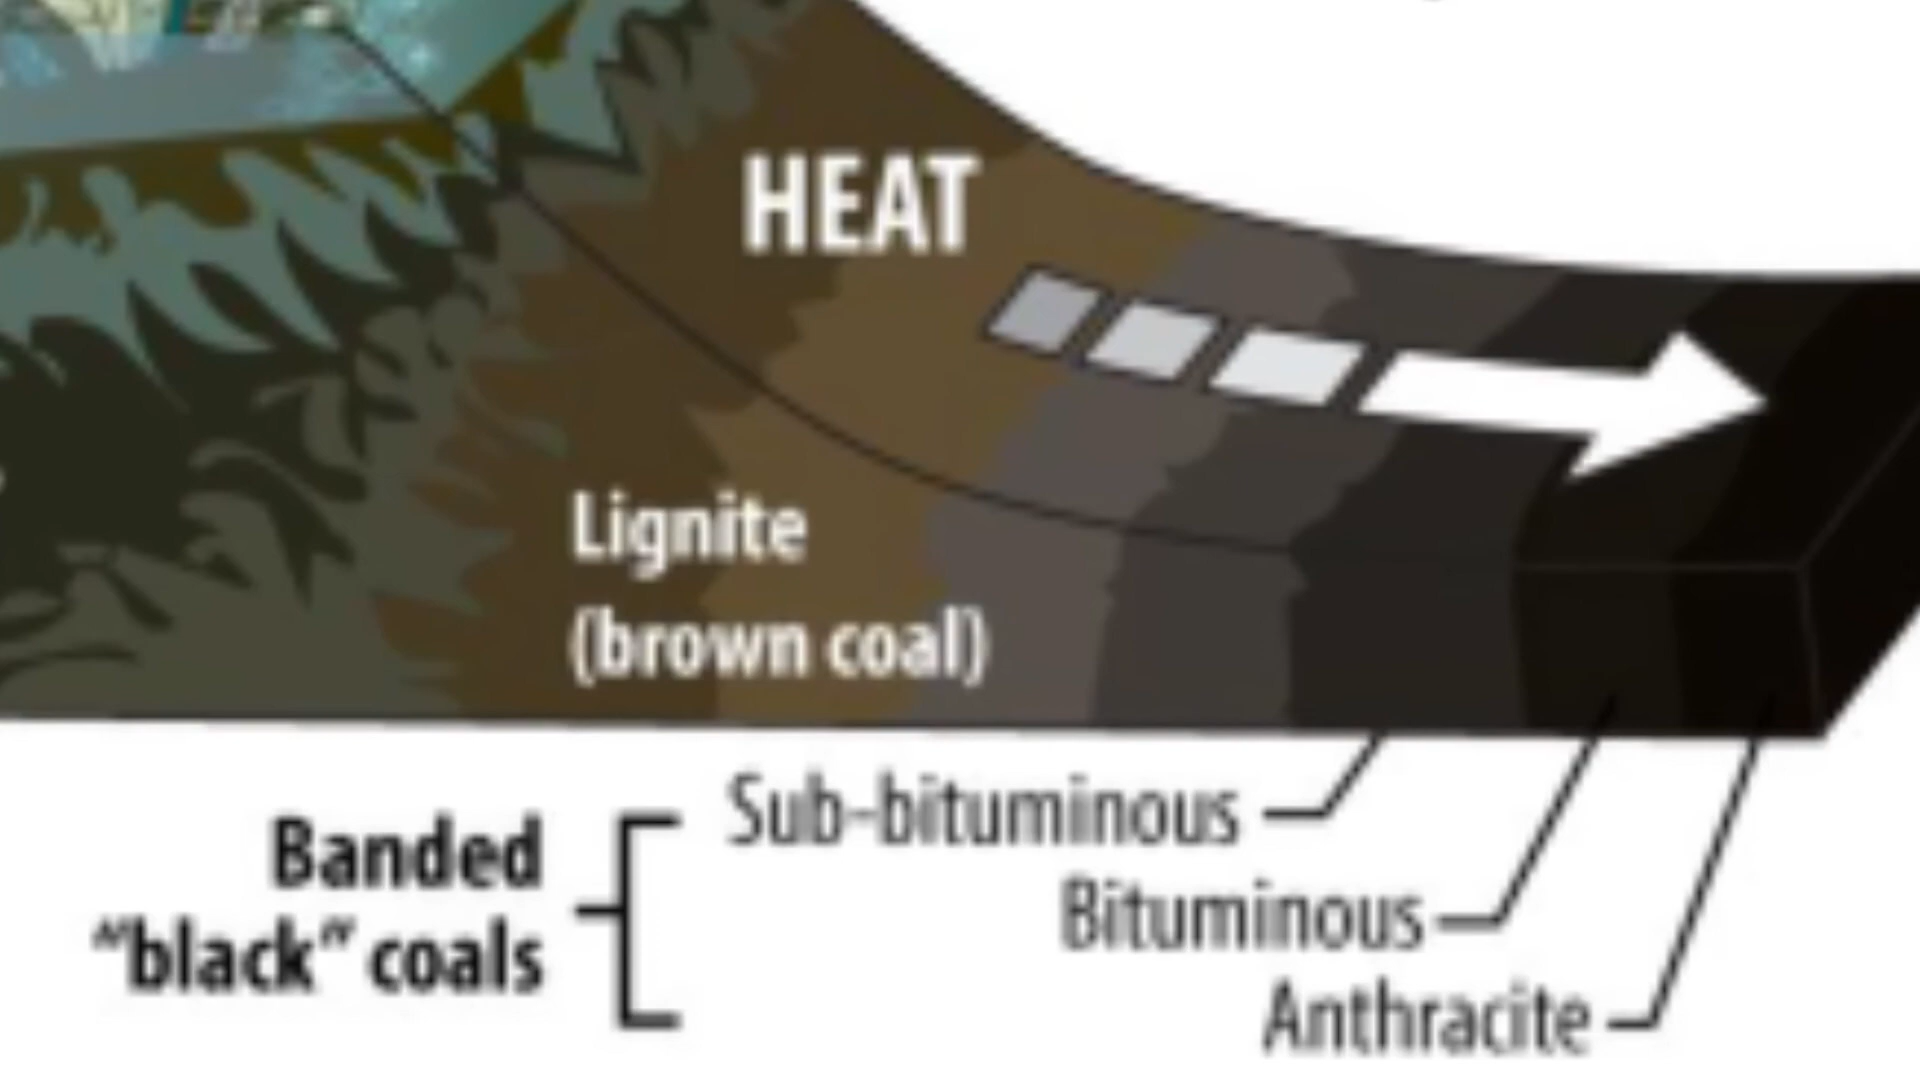 HEAT
Lignite
(brown coal)
Banded
“black” coals
Sub-bituminous
Bituminous
Anthracite